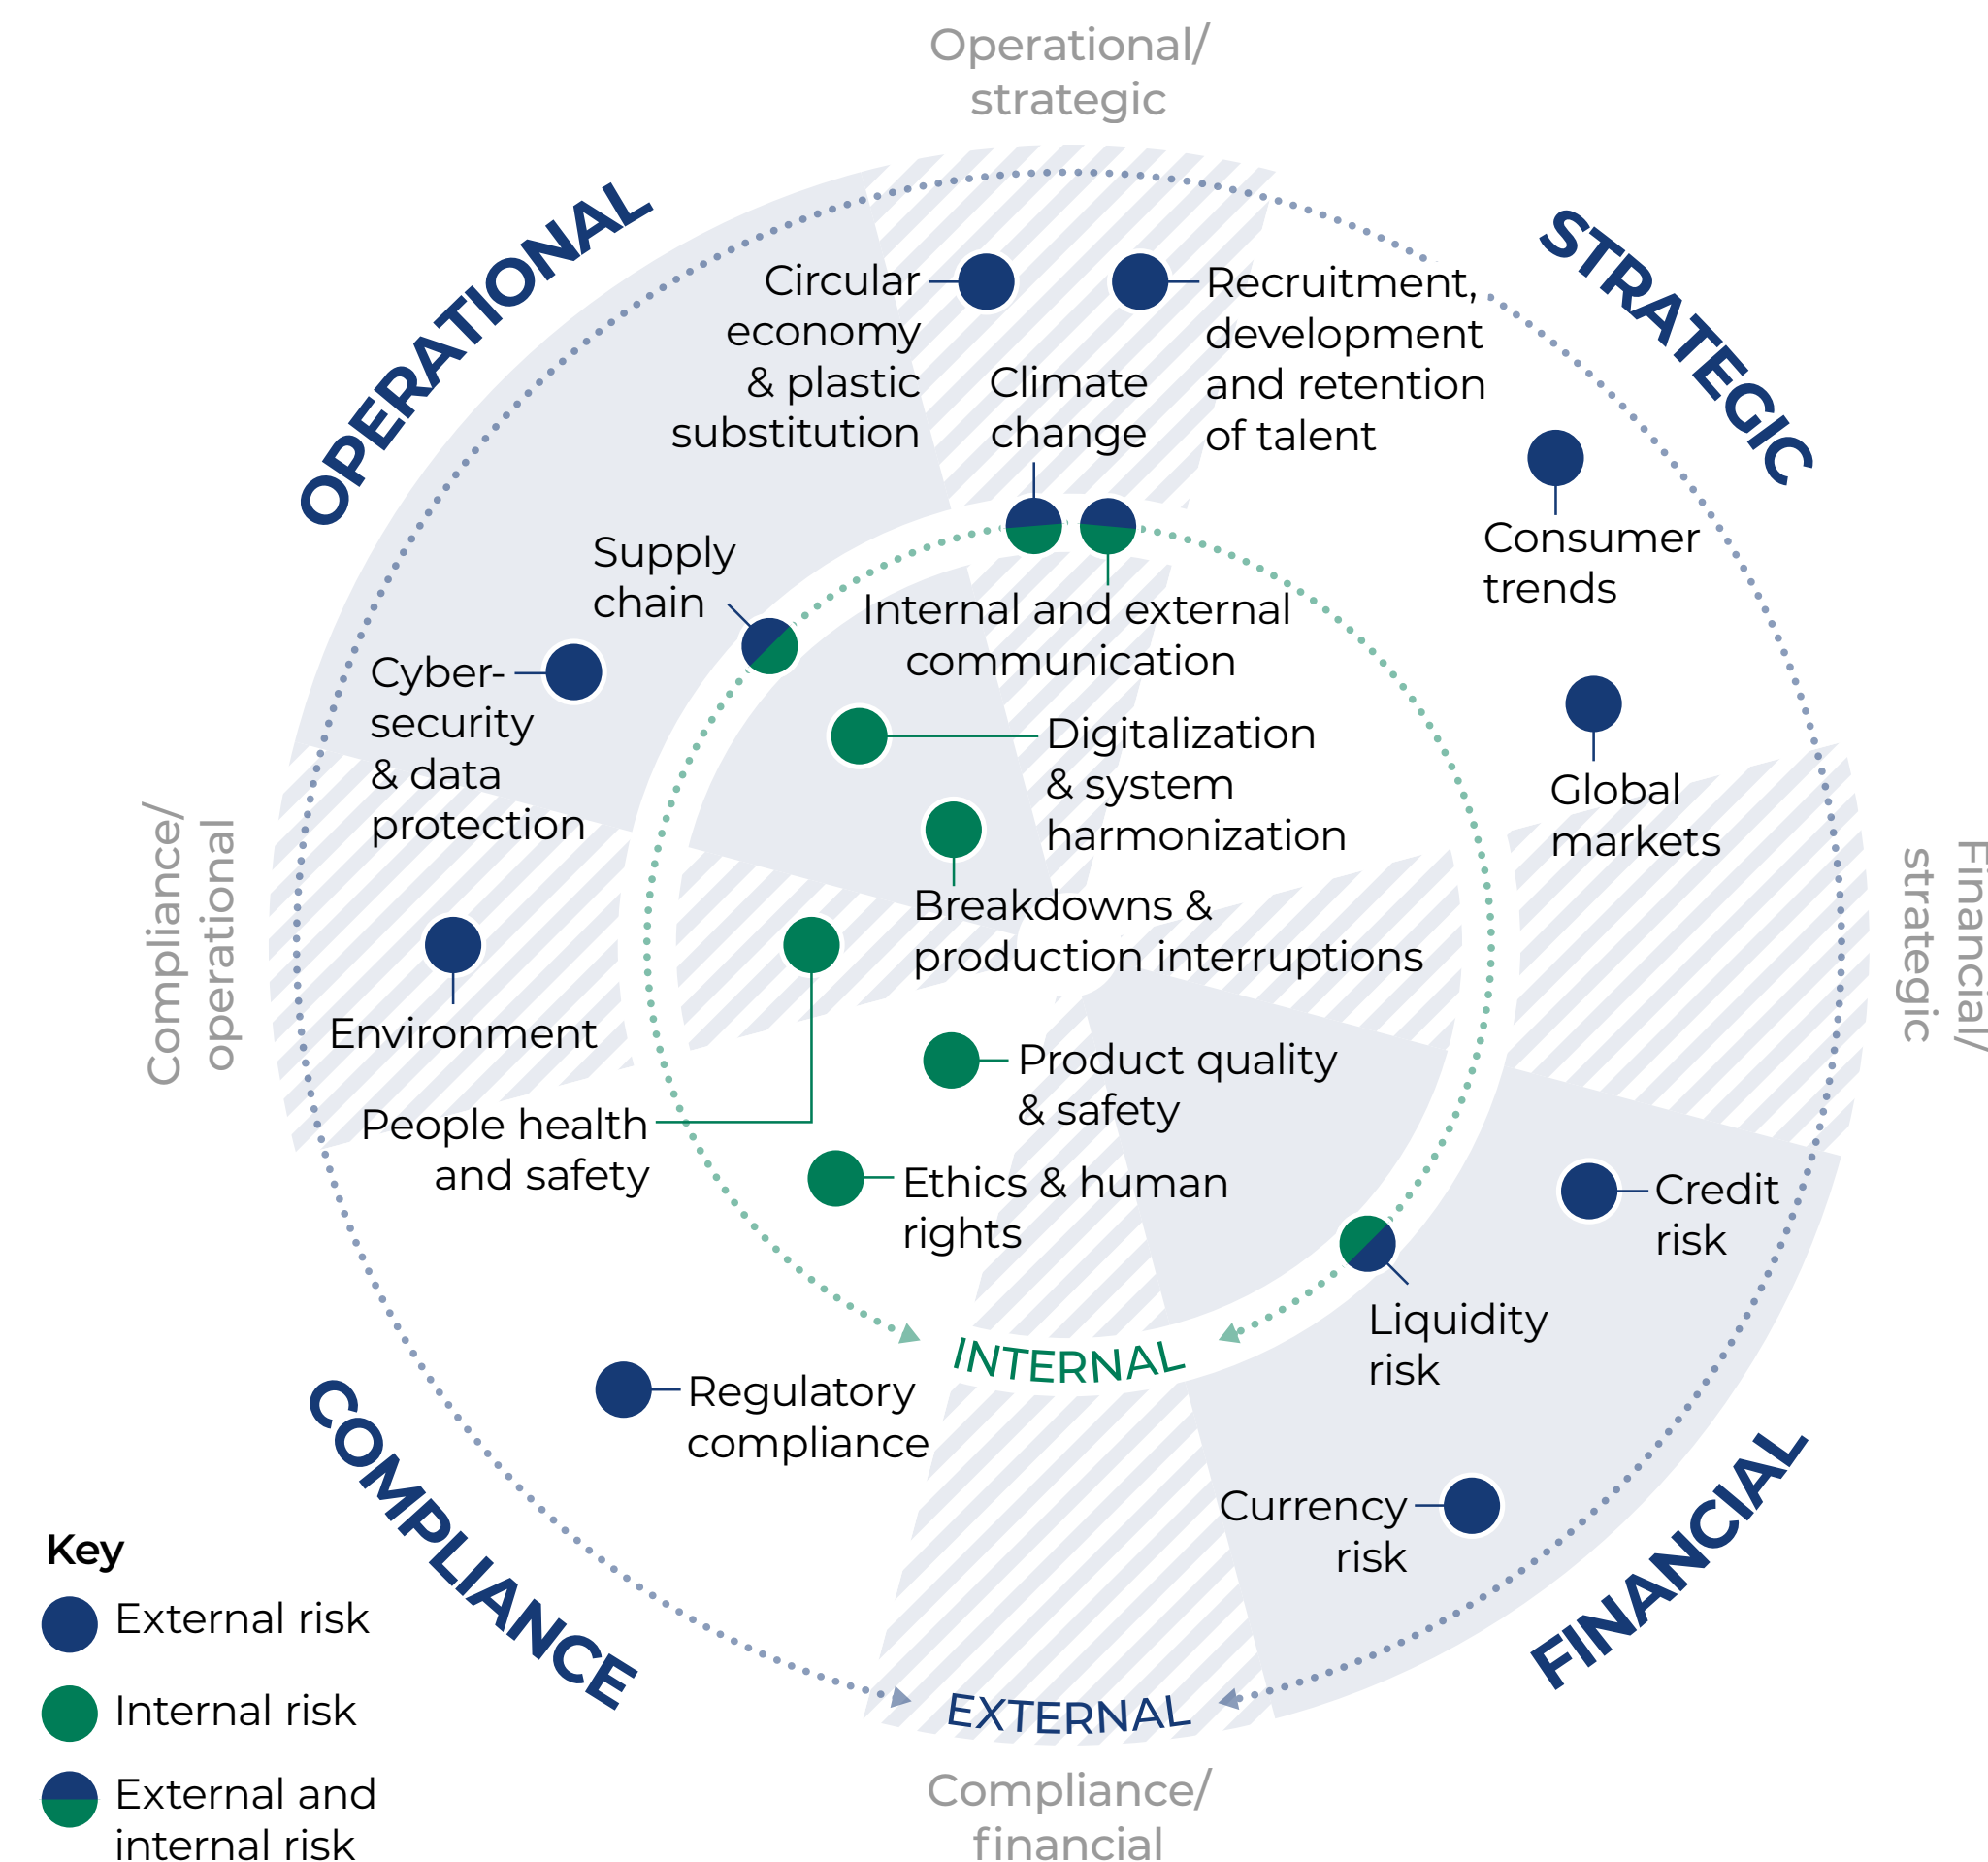 Operational/
strategic
OPERATIONAL
STRATEGIC
Circular
economy
& plastic
substitution
Recruitment,
development
and retention
of talent
Climate
change
Consumer
trends
Supply
chain
Internal and external
communication
Cyber-
security
& data
protection
Digitalization
& system
harmonization
Global
markets
Compliance/
operational
Financial/
strategic
Breakdowns &
production interruptions
Environment
Product quality
& safety
People health
and safety
Ethics & human
rights
Credit
risk
Liquidity
risk
INTERNAL
Regulatory
compliance
Currency
risk
COMPLIANCE
FINANCIAL
EXTERNAL
Compliance/
financial
Key
External risk
Internal risk
External and
internal risk